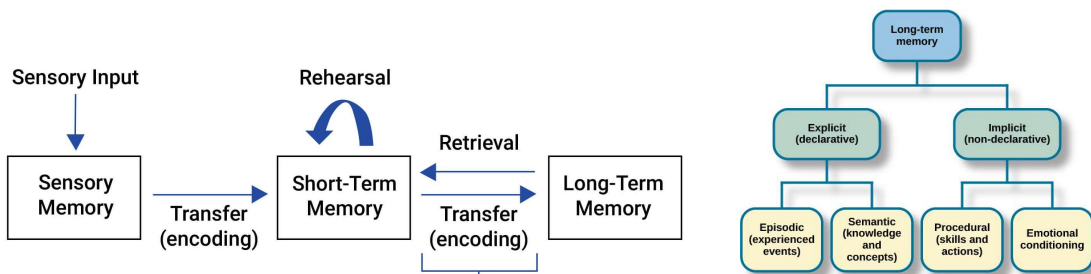 Sensory Input
Rehearsal
Retrieval
Sensory
Memory
Transfer
(encoding)
Short-Term
Memory
Transfer
(encoding)
Long-Term
Memory
Long-term
memory
Explicit
(declarative)
Implicit
(non-declarative)
Episodic
(experienced
events)
Semantic
(knowledge
and
concepts)
Procedural
(skills and
actions)
Emotional
conditioning